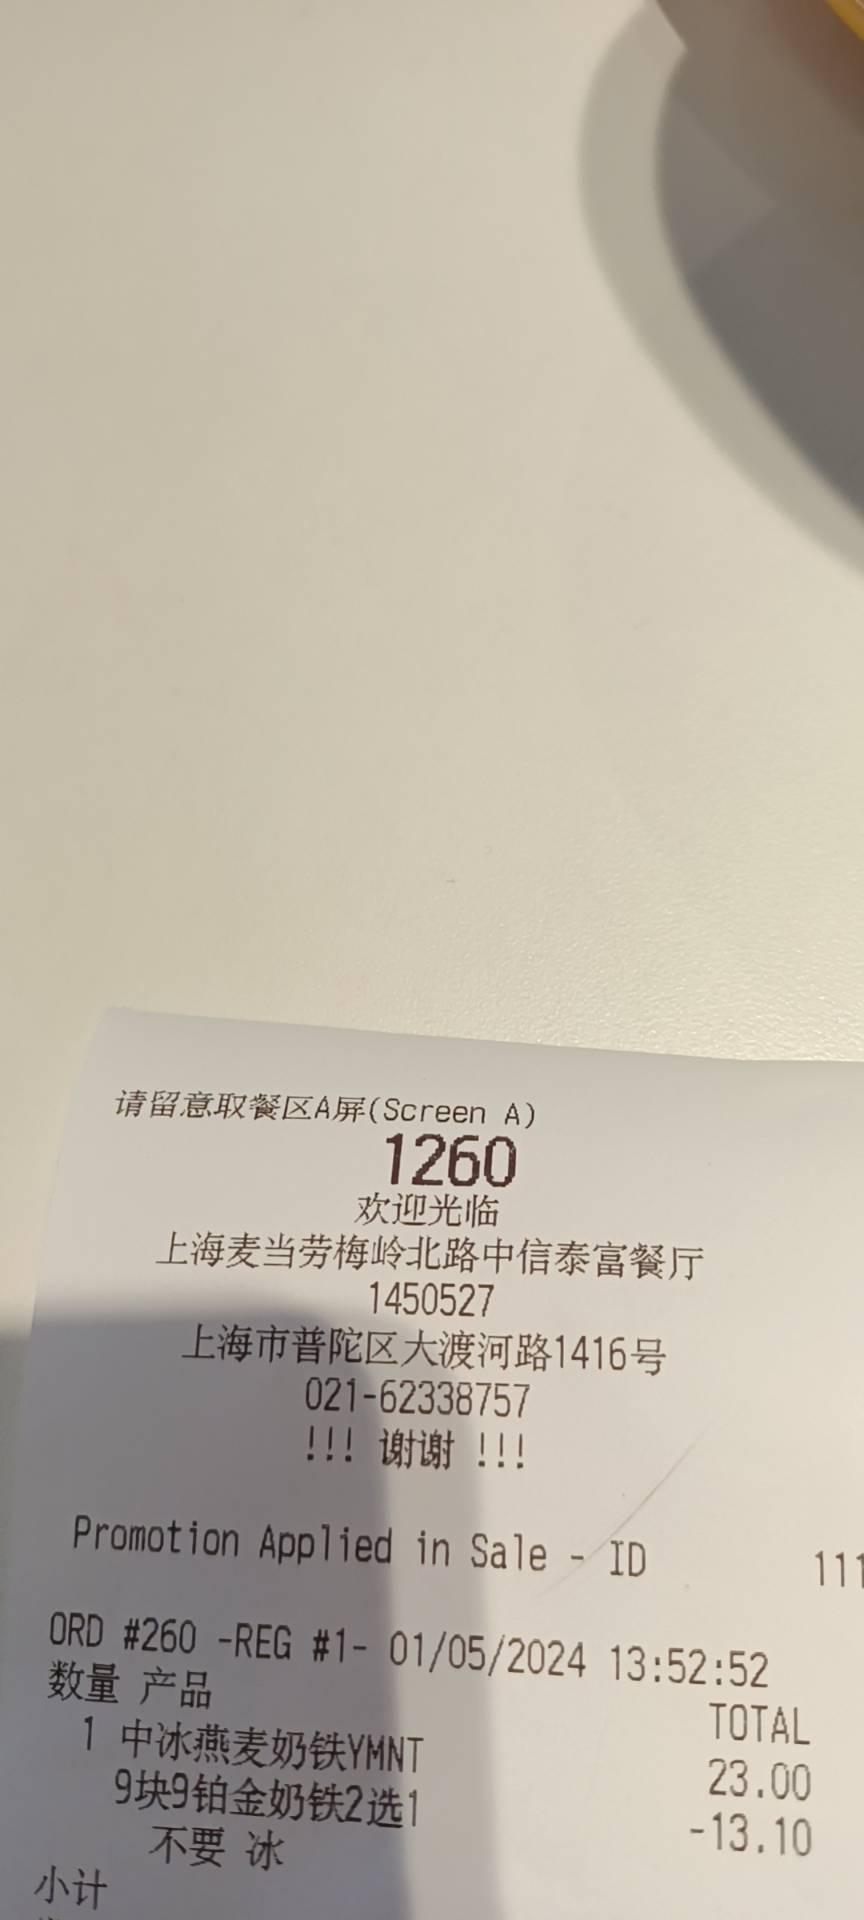 请留意取餐区A屏(Screen A)
1260
欢迎光临
上海麦当劳梅岭北路中信泰富餐厅
1450527
上海市普陀区大渡河路1416号
021-62338757
!!! 谢谢 !!!
Promotion Applied in Sale - ID 111
ORD #260 -REG #1- 01/05/2024 13:52:52
数量 产品 TOTAL
1 中冰燕麦奶铁YMNT 23.00
9块9铂金奶铁2选1 -13.10
不要 冰
小计